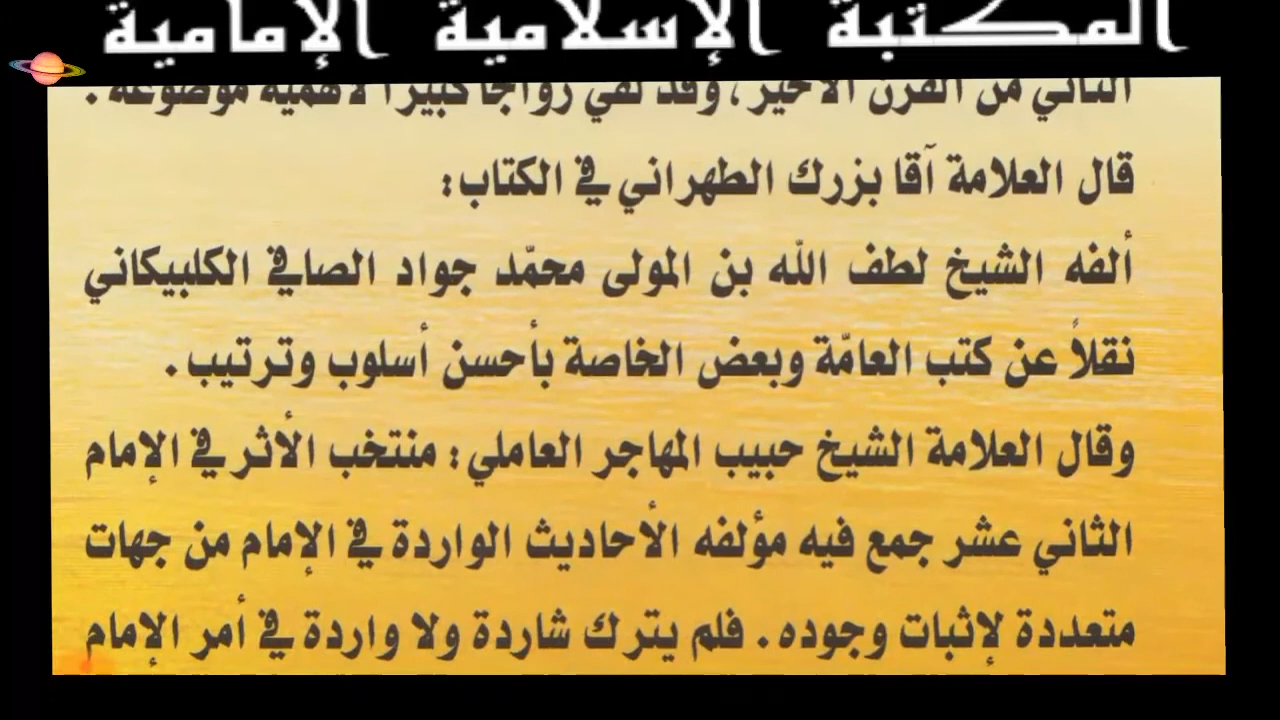 المكتبة الإسلامية الإمامية
الثاني من القرن الأخير، وقد لقي رواجاً كبيراً لأهمية موضوعه.
قال العلامة آقا بزرك الطهراني في الكتاب:
ألفه الشيخ لطف الله بن المولى محمّد جواد الصافي الكلبيكاني
نقلاً عن كتب العامّة وبعض الخاصة بأحسن أسلوب وترتيب.
وقال العلامة الشيخ حبيب المهاجر العاملي: منتخب الأثر في الإمام
الثاني عشر جمع فيه مؤلفه الأحاديث الواردة في الإمام من جهات
متعددة لإثبات وجوده. فلم يترك شاردة ولا واردة في أمر الإمام